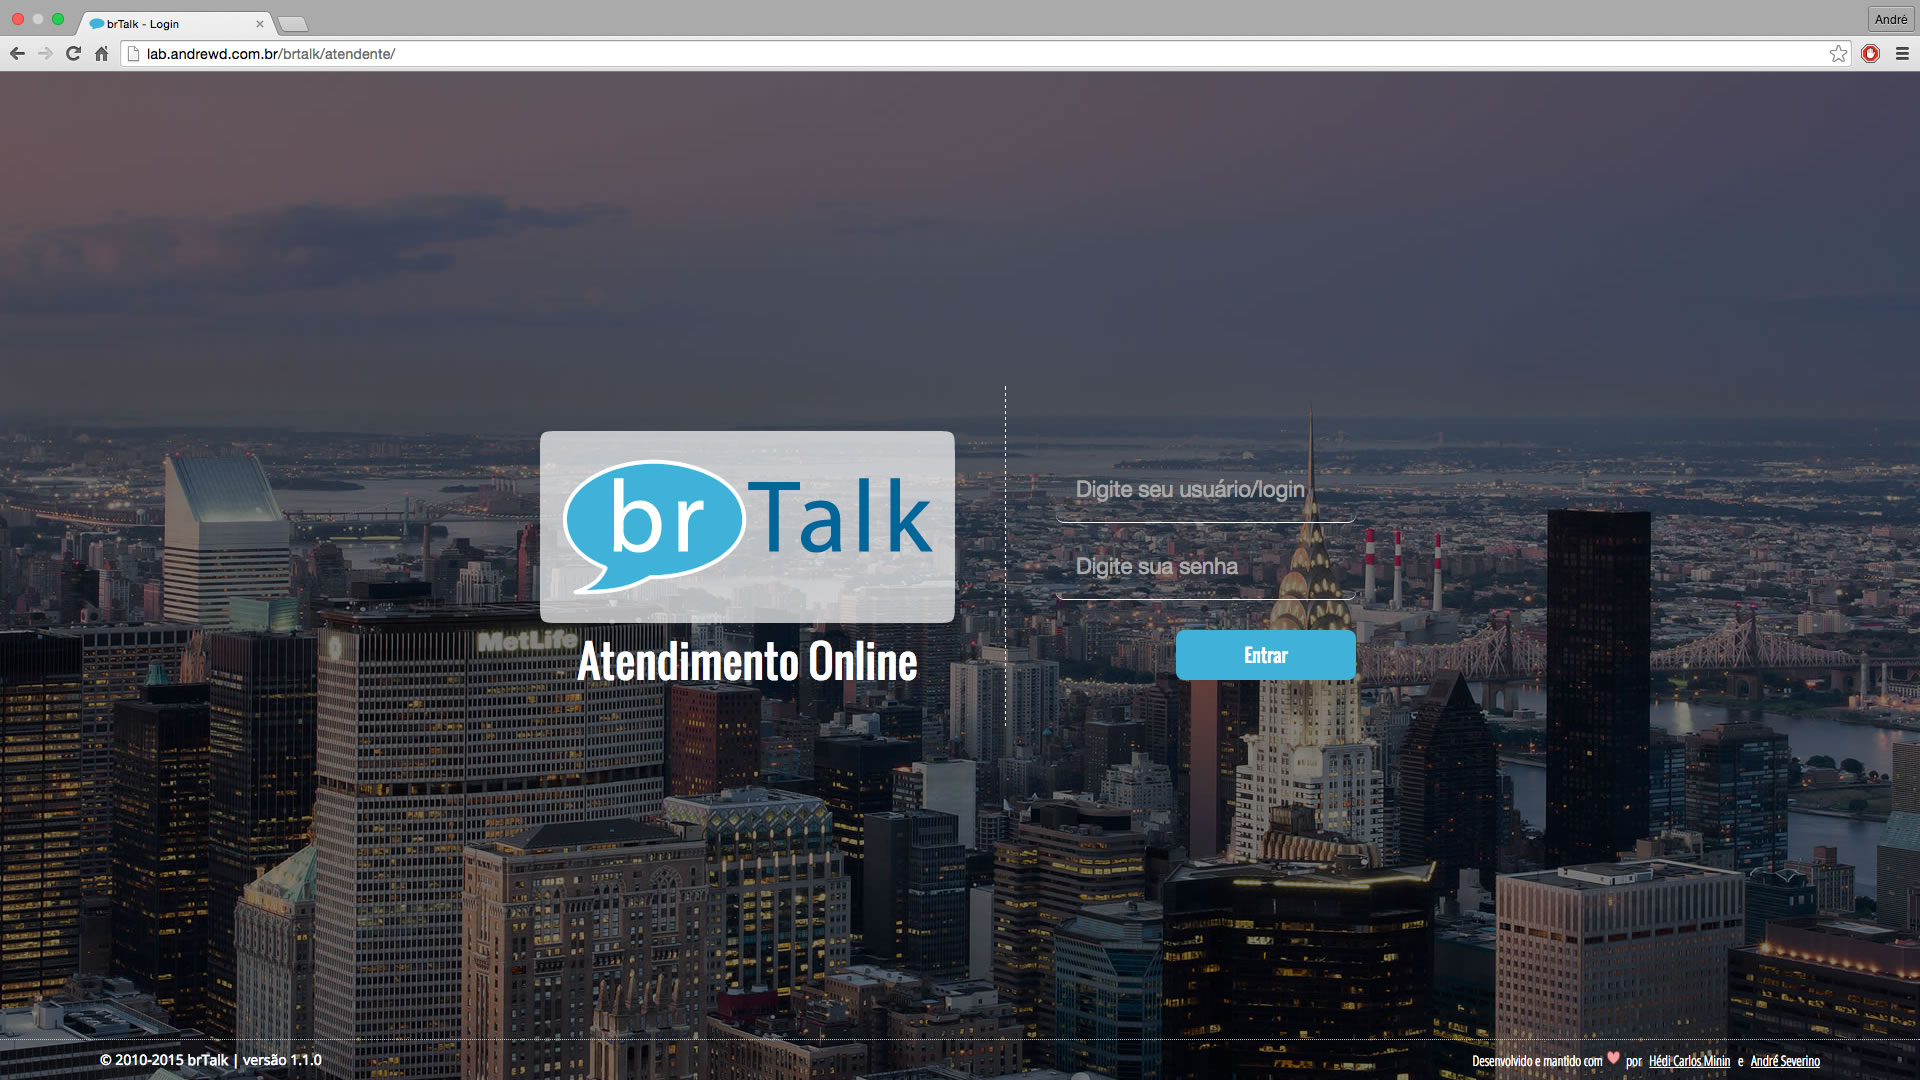 brTalk - Login
Andrê
lab.andrewd.com.br/brtalk/atendente/
brTalk
Digite seu usuário/login
Digite sua senha
MetLife
Atendimento Online
Entrar
© 2010-2015 brTalk | versão 1.1.0
Desenvolvido e mantido com ❤ por Hédi Carlos Minin e André Severino